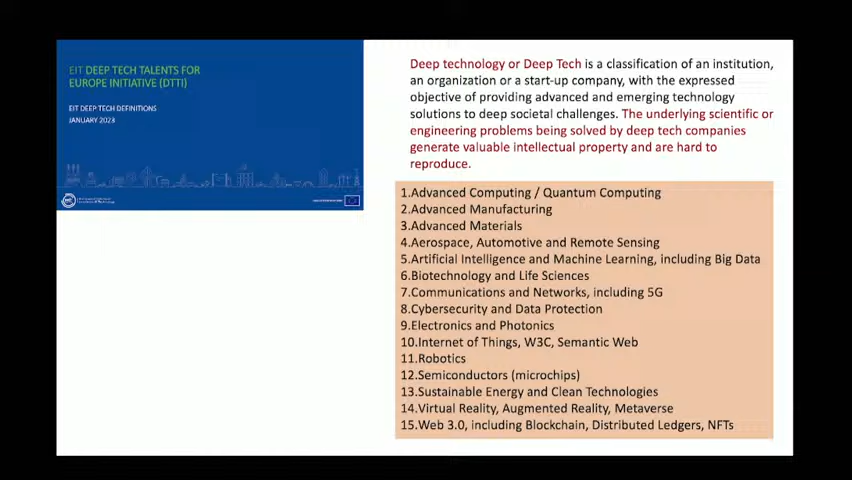 EIT DEEP TECH TALENTS FOR
EUROPE INITIATIVE (DTTI)
EIT DEEP TECH DEFINITIONS
JANUARY 2023
Deep technology or Deep Tech is a classification of an institution,
an organization or a start-up company, with the expressed
objective of providing advanced and emerging technology
solutions to deep societal challenges. The underlying scientific or
engineering problems being solved by deep tech companies
generate valuable intellectual property and are hard to
reproduce.
1.Advanced Computing / Quantum Computing
2.Advanced Manufacturing
3.Advanced Materials
4.Aerospace, Automotive and Remote Sensing
5.Artificial Intelligence and Machine Learning, including Big Data
6.Biotechnology and Life Sciences
7.Communications and Networks, including 5G
8.Cybersecurity and Data Protection
9.Electronics and Photonics
10.Internet of Things, W3C, Semantic Web
11.Robotics
12.Semiconductors (microchips)
13.Sustainable Energy and Clean Technologies
14.Virtual Reality, Augmented Reality, Metaverse
15.Web 3.0, including Blockchain, Distributed Ledgers, NFTs